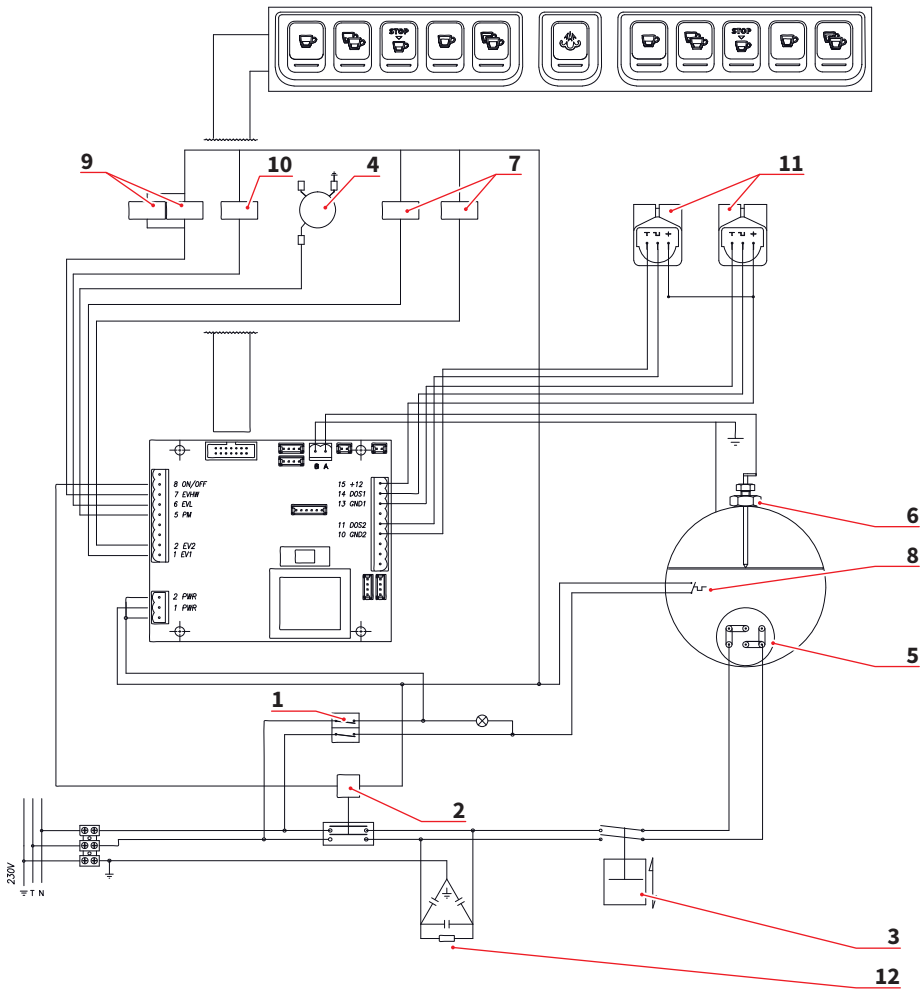 STOP
STOP
9
10
4
7
11
B A
8 ON/OFF
7 EVHW
6 EVL
5 PM
2 EV2
1 EV1
15 +12
14 DOS1
13 GND1
11 DOS2
10 GND2
2 PWR
1 PWR
6
8
5
1
2
230V
T N
3
12